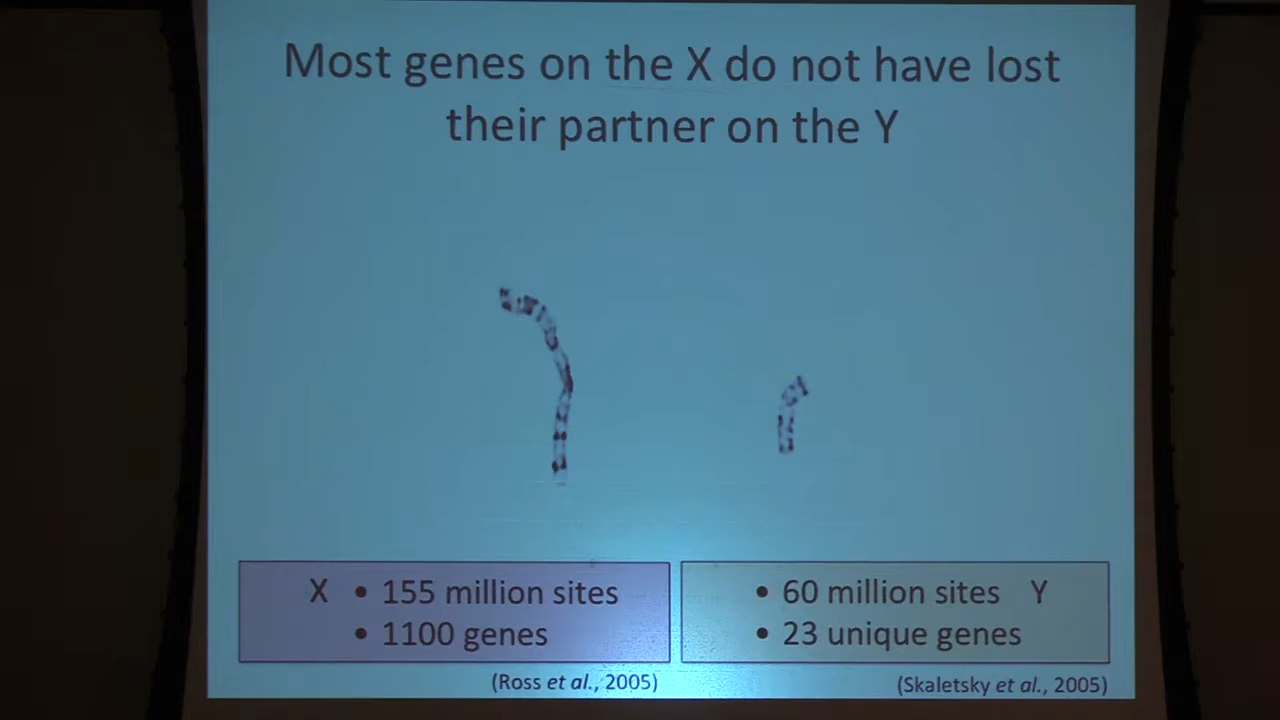 Most genes on the X do not have lost
their partner on the Y
X • 155 million sites
• 1100 genes
• 60 million sites Y
• 23 unique genes
(Ross et al., 2005)
(Skaletsky et al., 2005)